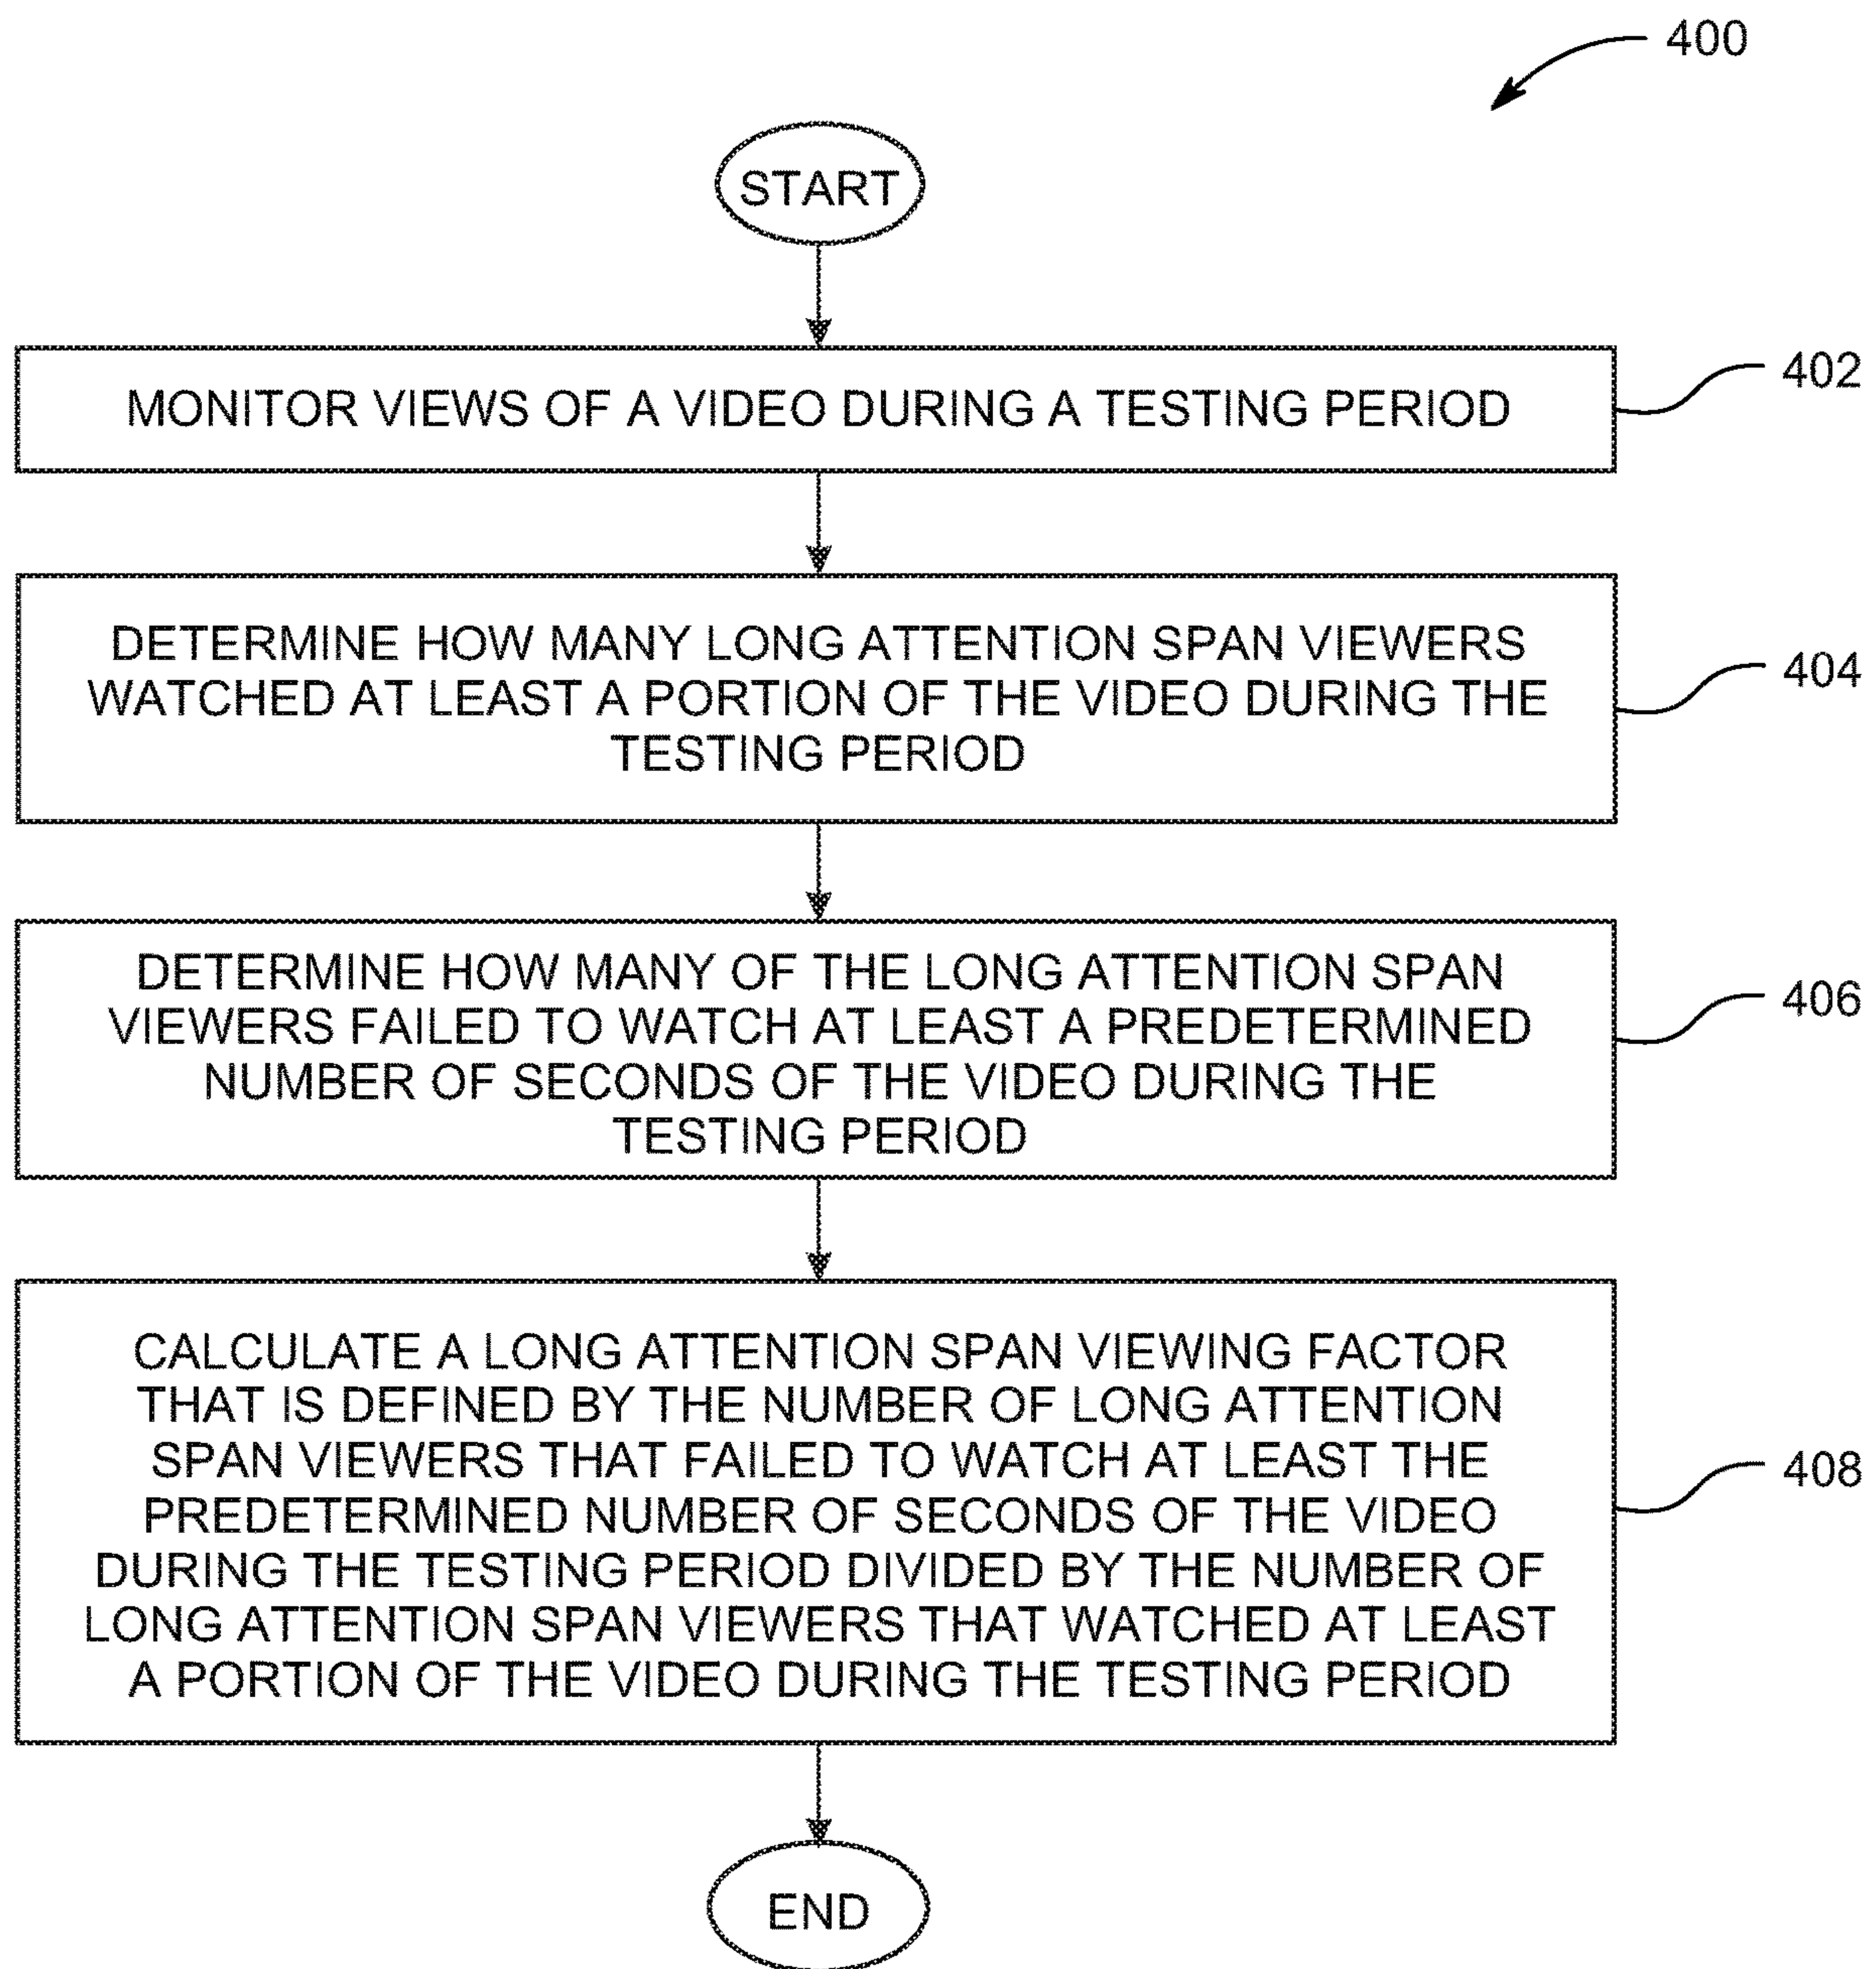 400
START
MONITOR VIEWS OF A VIDEO DURING A TESTING PERIOD
402
DETERMINE HOW MANY LONG ATTENTION SPAN VIEWERS
WATCHED AT LEAST A PORTION OF THE VIDEO DURING THE
TESTING PERIOD
404
DETERMINE HOW MANY OF THE LONG ATTENTION SPAN
VIEWERS FAILED TO WATCH AT LEAST A PREDETERMINED
NUMBER OF SECONDS OF THE VIDEO DURING THE
TESTING PERIOD
406
CALCULATE A LONG ATTENTION SPAN VIEWING FACTOR
THAT IS DEFINED BY THE NUMBER OF LONG ATTENTION
SPAN VIEWERS THAT FAILED TO WATCH AT LEAST THE
PREDETERMINED NUMBER OF SECONDS OF THE VIDEO
DURING THE TESTING PERIOD DIVIDED BY THE NUMBER OF
LONG ATTENTION SPAN VIEWERS THAT WATCHED AT LEAST
A PORTION OF THE VIDEO DURING THE TESTING PERIOD
408
END